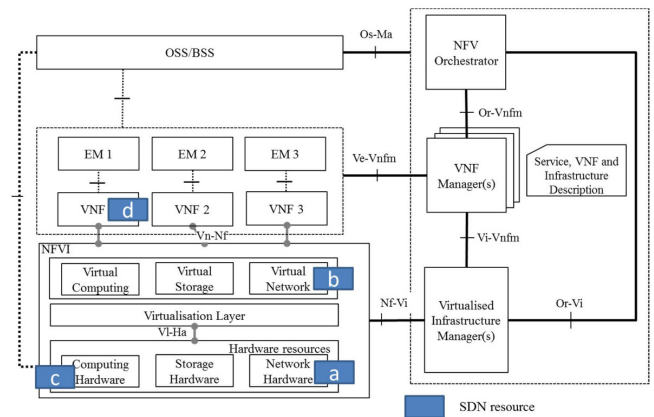 Os-Ma
OSS/BSS
NFV
Orchestrator
Or-Vnfm
EM 1
EM 2
EM 3
Ve-Vnfm
VNF
Manager(s)
Service, VNF and
Infrastructure
Description
VNF
d
VNF 2
VNF 3
Vn-Nf
Vi-Vnfm
NFVI
Virtual
Computing
Virtual
Storage
Virtual
Network
b
Nf-Vi
Virtualised
Infrastructure
Manager(s)
Or-Vi
Virtualisation Layer
Vl-Ha
Hardware resources
c
Computing
Hardware
Storage
Hardware
Network
Hardware
a
SDN resource